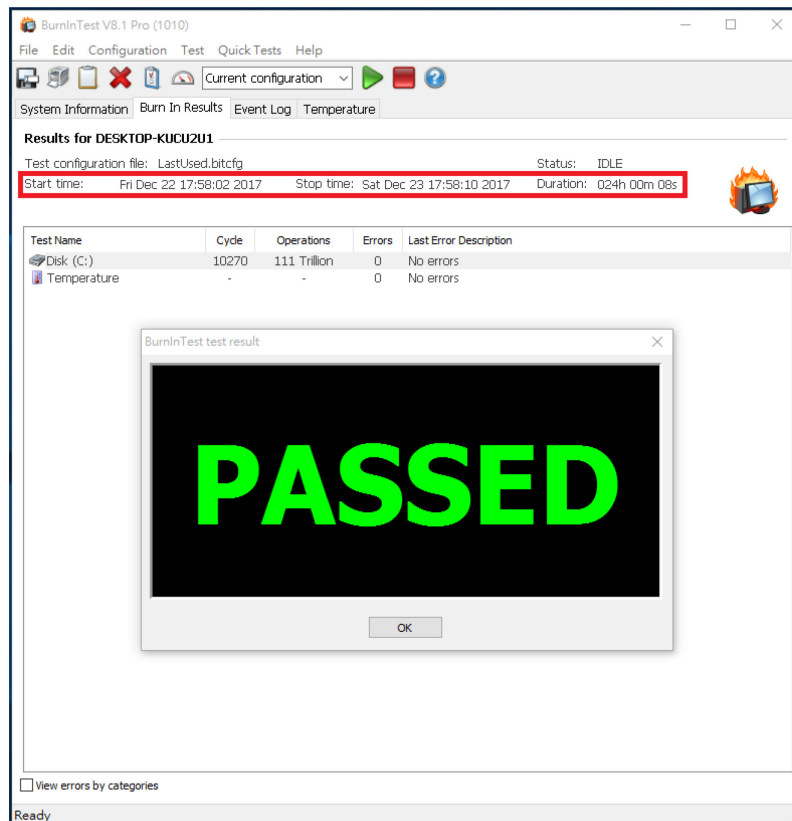 BurnInTest V8.1 Pro (1010)
File Edit Configuration Test Quick Tests Help
Current configuration
System Information Burn In Results Event Log Temperature
Results for DESKTOP-KUCU2U1
Test configuration file: LastUsed.bitcfg Status: IDLE
Start time: Fri Dec 22 17:58:02 2017 Stop time: Sat Dec 23 17:58:10 2017 Duration: 024h 00m 08s
Test Name Cycle Operations Errors Last Error Description
Disk (C:) 10270 111 Trillion 0 No errors
Temperature - - 0 No errors
BurnInTest test result
PASSED
OK
View errors by categories
Ready